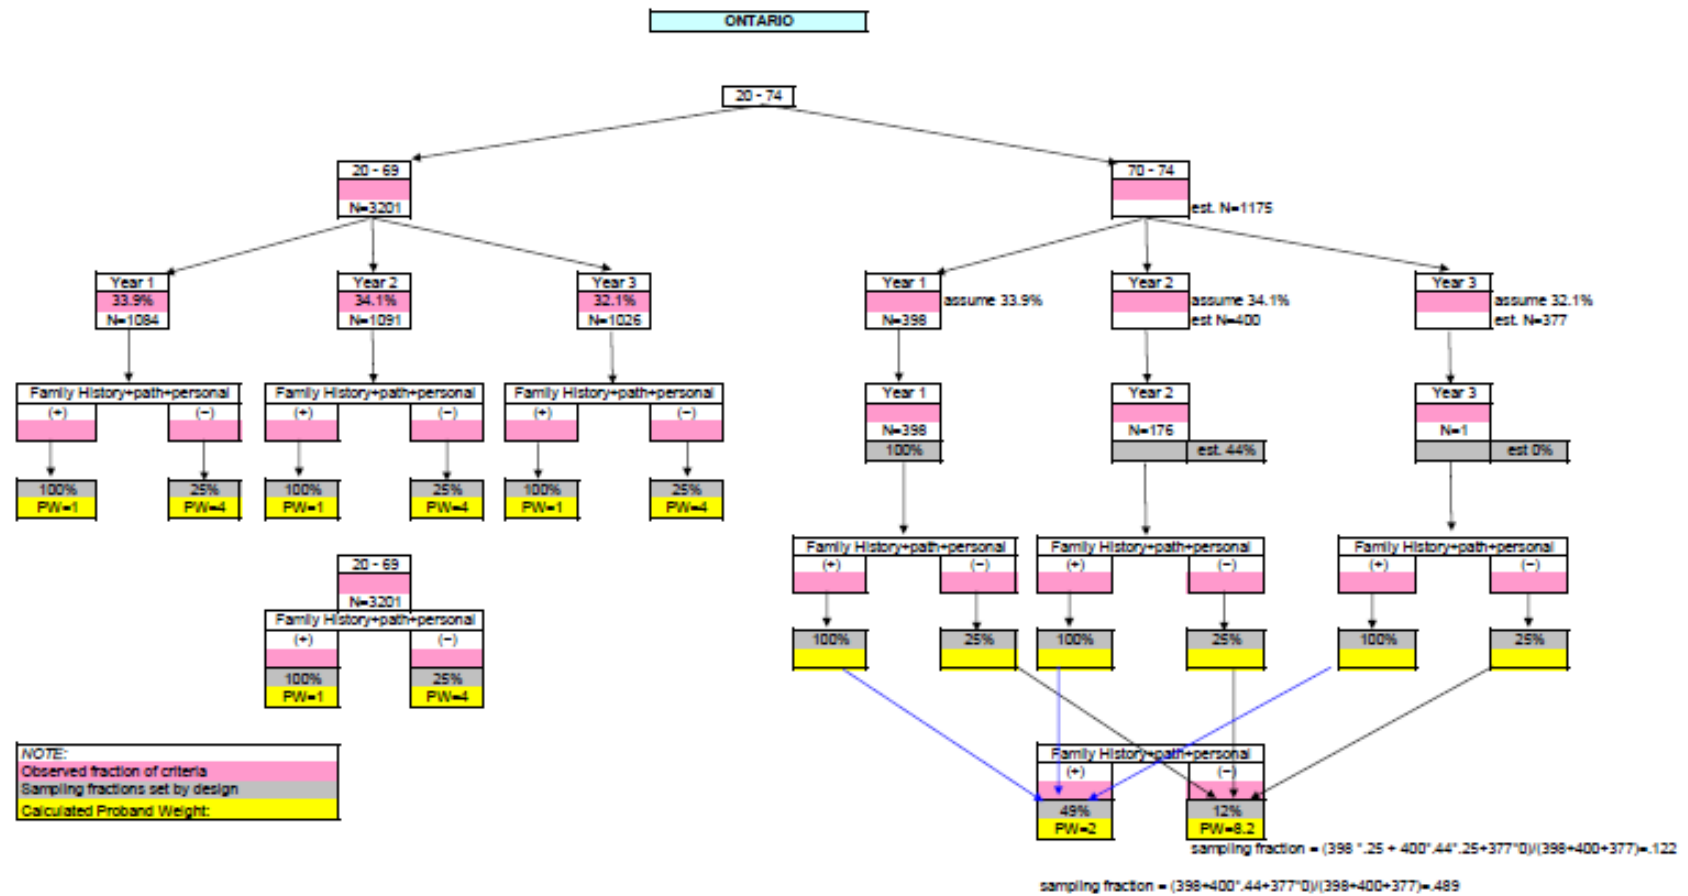 ONTARIO
20 - 74
20 - 69
N=3201
70 - 74
est. N=1175
Year 1
33.9%
N=1084
Year 2
34.1%
N=1091
Year 3
32.1%
N=1026
Year 1
assume 33.9%
N=398
Year 2
assume 34.1%
est N=400
Year 3
assume 32.1%
est. N=377
Family History+path+personal
(+) (−)
100% 25%
PW=1 PW=4
Family History+path+personal
(+) (−)
100% 25%
PW=1 PW=4
Family History+path+personal
(+) (−)
100% 25%
PW=1 PW=4
Year 1
N=398
100%
Year 2
N=176
est. 44%
Year 3
N=1
est 0%
Family History+path+personal
(+) (−)
100% 25%
Family History+path+personal
(+) (−)
100% 25%
Family History+path+personal
(+) (−)
100% 25%
20 - 69
N=3201
Family History+path+personal
(+) (−)
100% 25%
PW=1 PW=4
Family History+path+personal
(+) (−)
49% 12%
PW=2 PW=8.2
NOTE:
Observed fraction of criteria
Sampling fractions set by design
Calculated Proband Weight:
sampling fraction = (398 *.25 + 400*.44*.25+377*0)/(398+400+377)=.122
sampling fraction = (398+400*.44+377*0)/(398+400+377)=.489